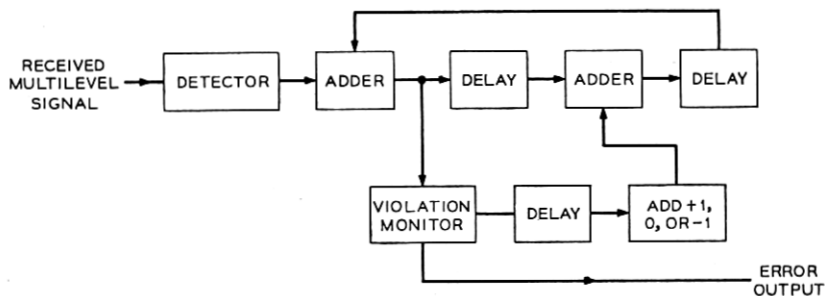 RECEIVED
MULTILEVEL
SIGNAL
DETECTOR
ADDER
DELAY
ADDER
DELAY
VIOLATION
MONITOR
DELAY
ADD +1,
0, OR -1
ERROR
OUTPUT